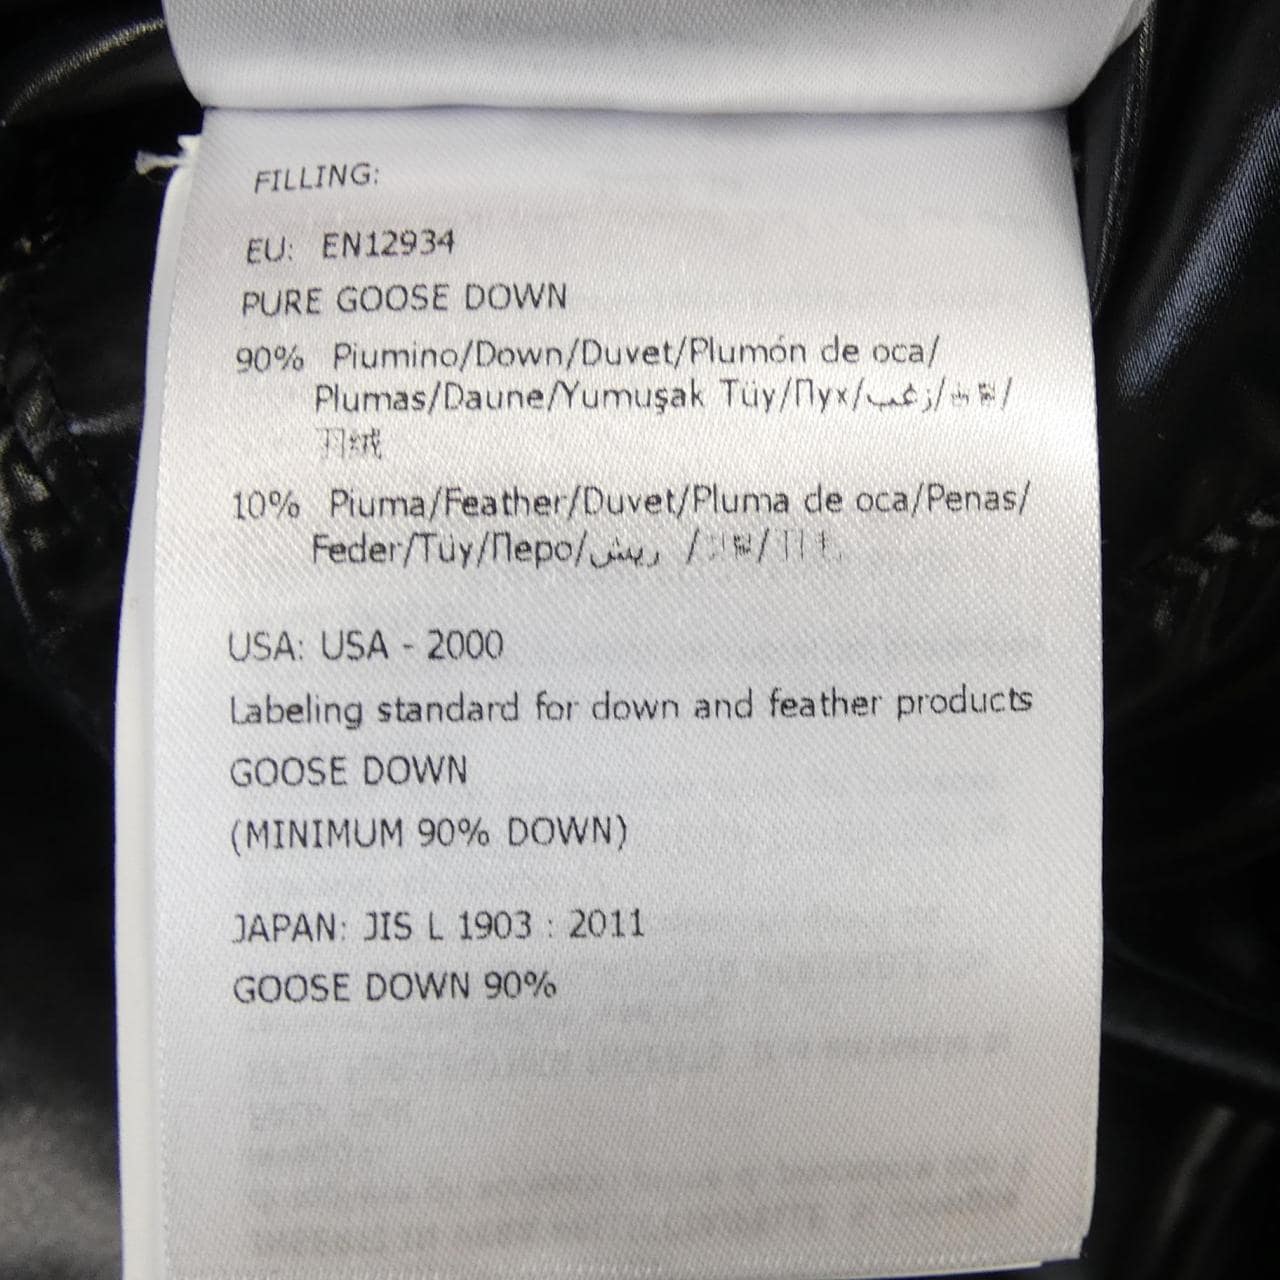 FILLING:
EU: EN12934
PURE GOOSE DOWN
90% Piumino/Down/Duvet/Plumón de oca/
Plumas/Daune/Yumuşak Tüy/Пух/زغب/
羽绒
10% Piuma/Feather/Duvet/Pluma de oca/Penas/
Feder/Tüy/Перо/ريش /
USA: USA - 2000
Labeling standard for down and feather products
GOOSE DOWN
(MINIMUM 90% DOWN)
JAPAN: JIS L 1903 : 2011
GOOSE DOWN 90%